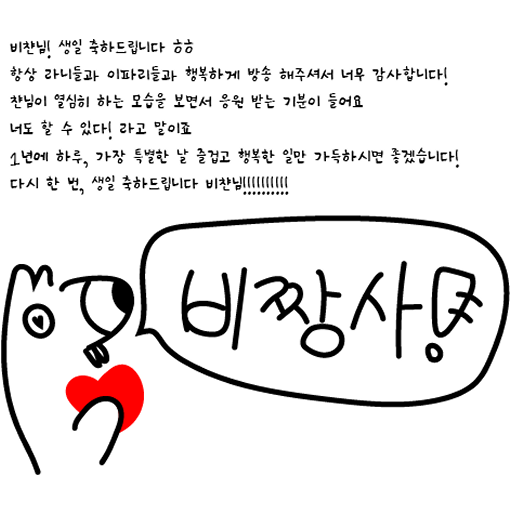 비챤님! 생일 축하드립니다 ㅎㅎ
항상 라니들과 이파리들과 행복하게 방송 해주셔서 너무 감사합니다!
챤님이 열심히 하는 모습을 보면서 응원 받는 기분이 들어요
너도 할 수 있다! 라고 말이죠
1년에 하루, 가장 특별한 날 즐겁고 행복한 일만 가득하시면 좋겠습니다!
다시 한 번, 생일 축하드립니다 비챤님!!!!!!!!!!
비짱사